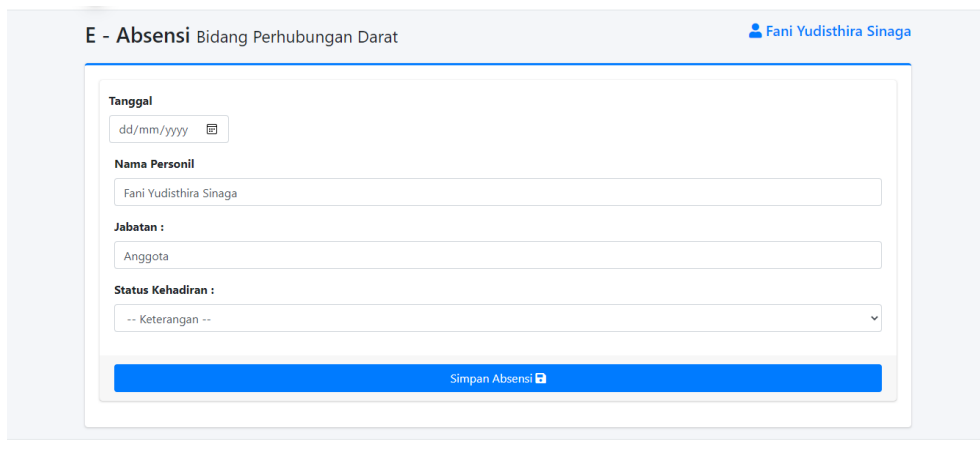 E - Absensi Bidang Perhubungan Darat
Fani Yudisthira Sinaga
Tanggal
dd/mm/yyyy
Nama Personil
Fani Yudisthira Sinaga
Jabatan :
Anggota
Status Kehadiran :
-- Keterangan --
Simpan Absensi